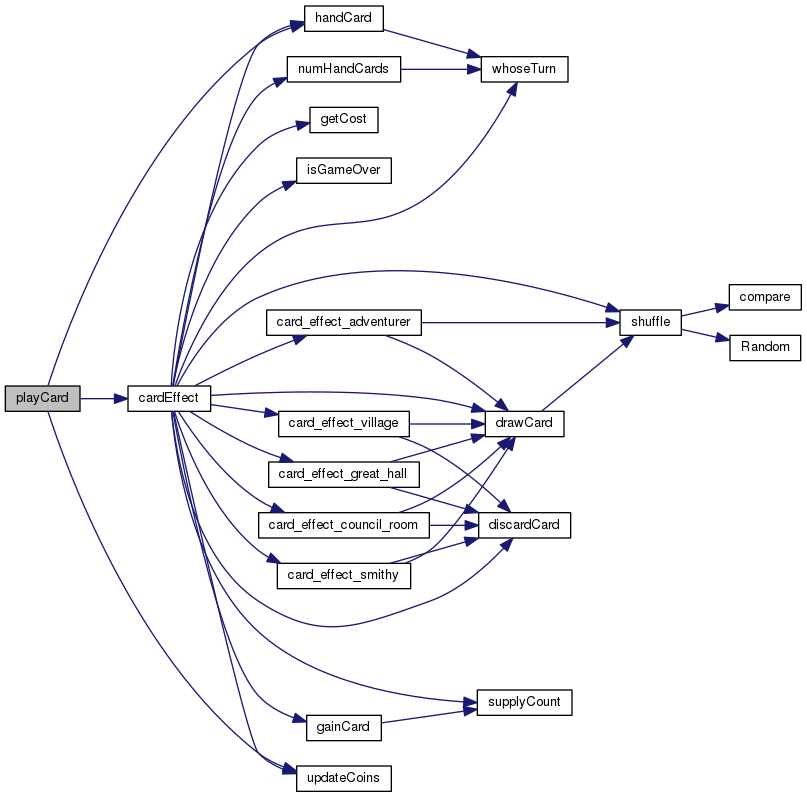 handCard
numHandCards
whoseTurn
getCost
isGameOver
compare
card_effect_adventurer
shuffle
Random
playCard
cardEffect
card_effect_village
drawCard
card_effect_great_hall
card_effect_council_room
discardCard
card_effect_smithy
supplyCount
gainCard
updateCoins